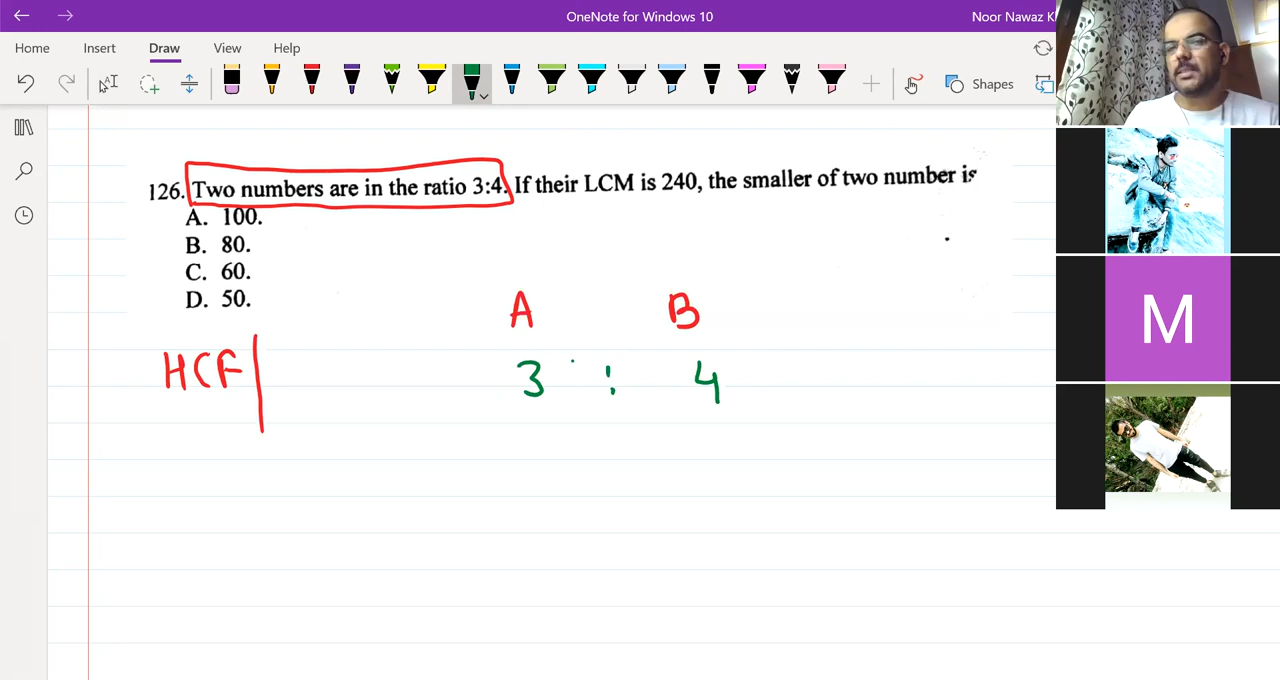 OneNote for Windows 10
Noor Nawaz K
Home Insert Draw View Help
Shapes
126. Two numbers are in the ratio 3:4. If their LCM is 240, the smaller of two number is
A. 100.
B. 80.
C. 60.
D. 50.
A B
HCF
3 : 4
M